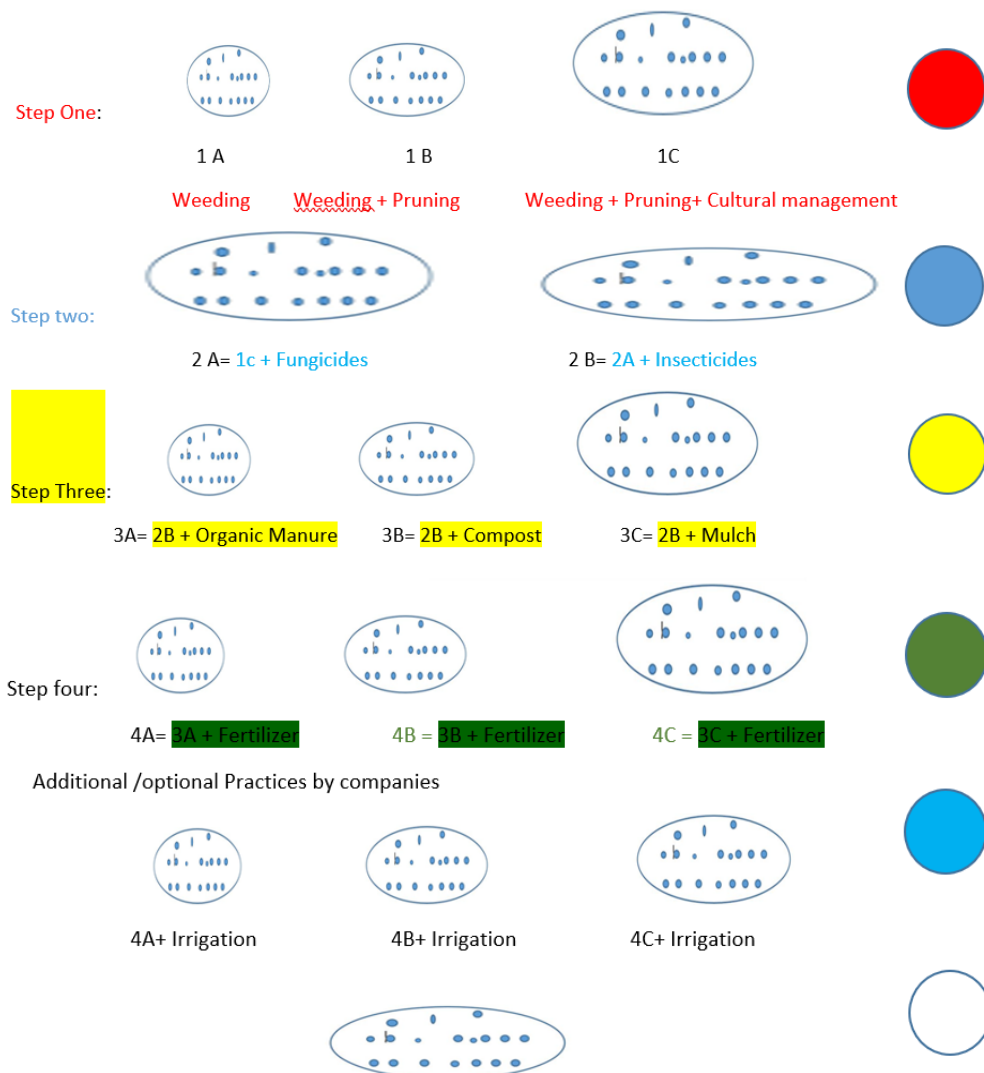 Step One:
1 A 1 B 1C
Weeding Weeding + Pruning Weeding + Pruning+ Cultural management
Step two:
2 A= 1c + Fungicides 2 B= 2A + Insecticides
Step Three:
3A= 2B + Organic Manure 3B= 2B + Compost 3C= 2B + Mulch
Step four:
4A= 3A + Fertilizer 4B = 3B + Fertilizer 4C = 3C + Fertilizer
Additional /optional Practices by companies
4A+ Irrigation 4B+ Irrigation 4C+ Irrigation